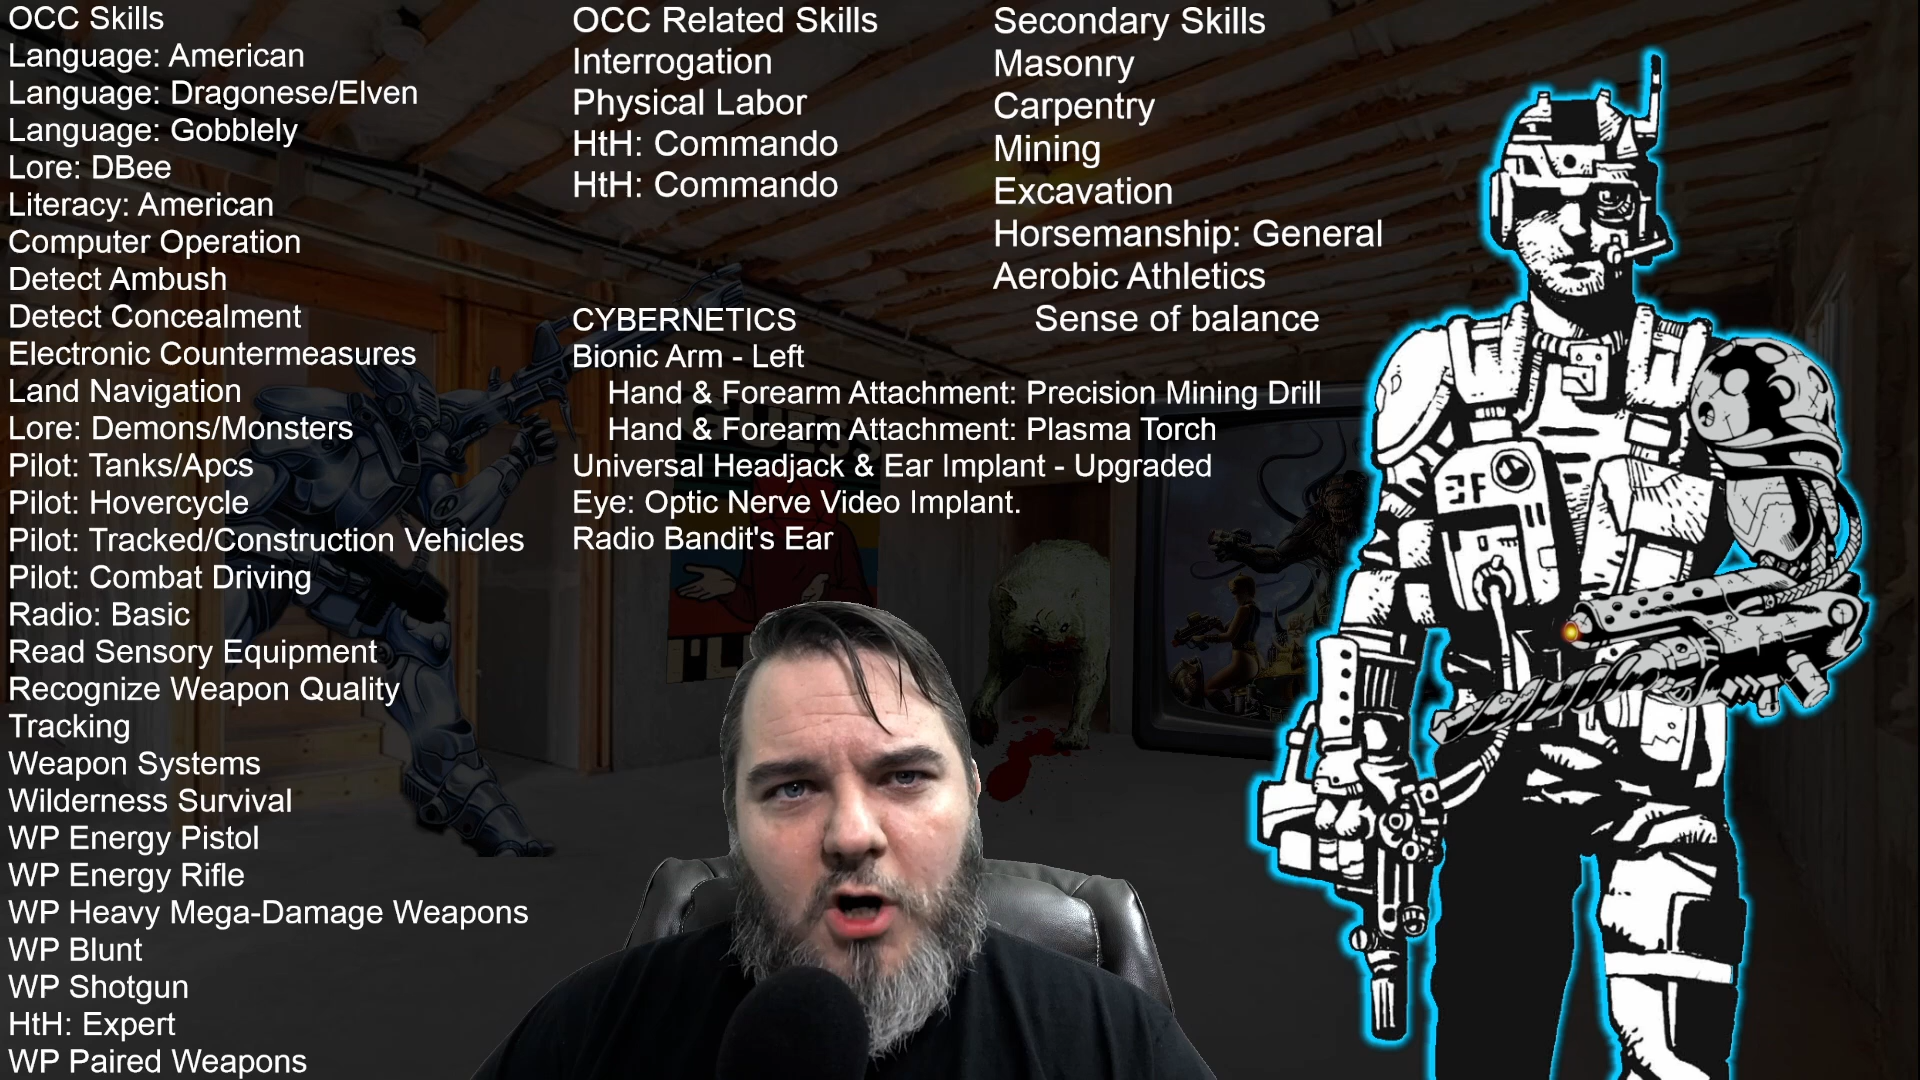 OCC Skills
Language: American
Language: Dragonese/Elven
Language: Gobblely
Lore: DBee
Literacy: American
Computer Operation
Detect Ambush
Detect Concealment
Electronic Countermeasures
Land Navigation
Lore: Demons/Monsters
Pilot: Tanks/Apcs
Pilot: Hovercycle
Pilot: Tracked/Construction Vehicles
Pilot: Combat Driving
Radio: Basic
Read Sensory Equipment
Recognize Weapon Quality
Tracking
Weapon Systems
Wilderness Survival
WP Energy Pistol
WP Energy Rifle
WP Heavy Mega-Damage Weapons
WP Blunt
WP Shotgun
HtH: Expert
WP Paired Weapons
OCC Related Skills
Interrogation
Physical Labor
HtH: Commando
HtH: Commando
CYBERNETICS
Bionic Arm - Left
Hand & Forearm Attachment: Precision Mining Drill
Hand & Forearm Attachment: Plasma Torch
Universal Headjack & Ear Implant - Upgraded
Eye: Optic Nerve Video Implant.
Radio Bandit's Ear
Secondary Skills
Masonry
Carpentry
Mining
Excavation
Horsemanship: General
Aerobic Athletics
Sense of balance